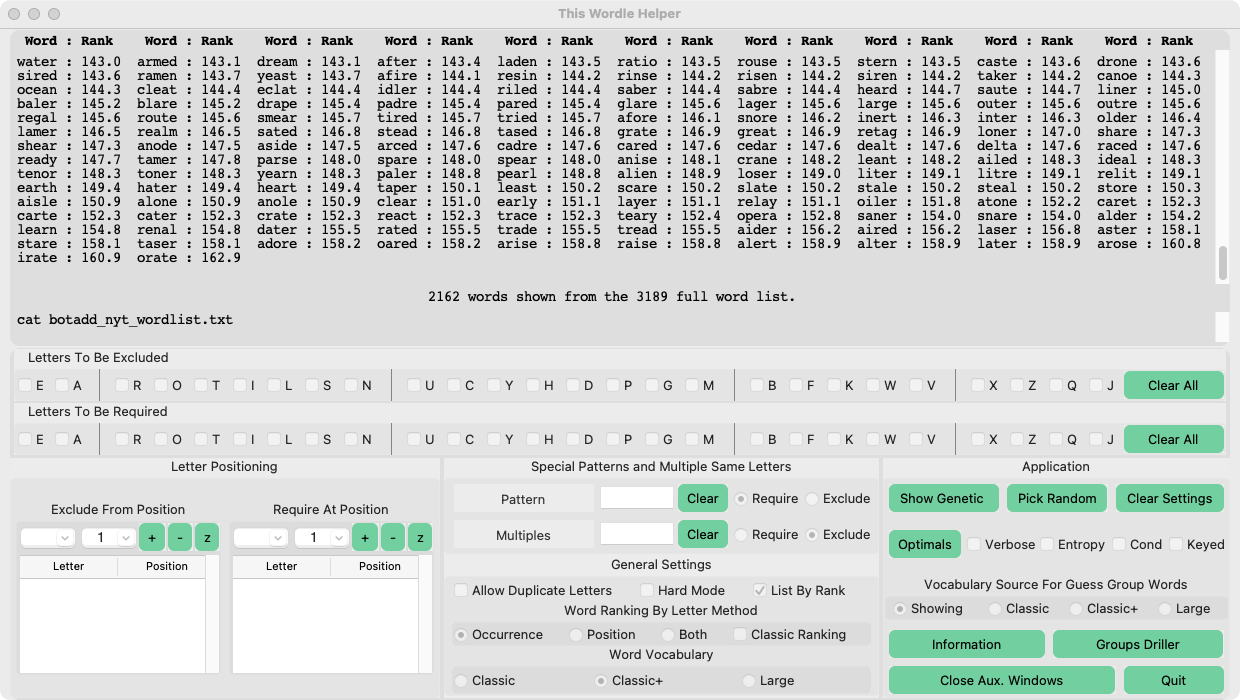 This Wordle Helper
Word : Rank Word : Rank Word : Rank Word : Rank Word : Rank Word : Rank Word : Rank Word : Rank Word : Rank Word : Rank
water : 143.0 armed : 143.1 dream : 143.1 after : 143.4 laden : 143.5 ratio : 143.5 rouse : 143.5 stern : 143.5 caste : 143.6 drone : 143.6
sired : 143.6 ramen : 143.7 yeast : 143.7 afire : 144.1 resin : 144.2 rinse : 144.2 risen : 144.2 siren : 144.2 taker : 144.2 canoe : 144.3
ocean : 144.3 cleat : 144.4 eclat : 144.4 idler : 144.4 riled : 144.4 saber : 144.4 sabre : 144.4 heard : 144.7 saute : 144.7 liner : 145.0
baler : 145.2 blare : 145.2 drape : 145.4 padre : 145.4 pared : 145.4 glare : 145.6 lager : 145.6 large : 145.6 outer : 145.6 outre : 145.6
regal : 145.6 route : 145.6 smear : 145.7 tired : 145.7 tried : 145.7 afore : 146.1 snore : 146.2 inert : 146.3 inter : 146.3 older : 146.4
lamer : 146.5 realm : 146.5 sated : 146.8 stead : 146.8 tased : 146.8 grate : 146.9 great : 146.9 retag : 146.9 loner : 147.0 share : 147.3
shear : 147.3 anode : 147.5 aside : 147.5 arced : 147.6 cadre : 147.6 cared : 147.6 cedar : 147.6 dealt : 147.6 delta : 147.6 raced : 147.6
ready : 147.7 tamer : 147.8 parse : 148.0 spare : 148.0 spear : 148.0 anise : 148.1 crane : 148.2 leant : 148.2 ailed : 148.3 ideal : 148.3
tenor : 148.3 toner : 148.3 yearn : 148.3 paler : 148.8 pearl : 148.8 alien : 148.9 loser : 149.0 liter : 149.1 litre : 149.1 relit : 149.1
earth : 149.4 hater : 149.4 heart : 149.4 taper : 150.1 least : 150.2 scare : 150.2 slate : 150.2 stale : 150.2 steal : 150.2 store : 150.3
aisle : 150.9 alone : 150.9 anole : 150.9 clear : 151.0 early : 151.1 layer : 151.1 relay : 151.1 oiler : 151.8 atone : 152.2 caret : 152.3
carte : 152.3 cater : 152.3 crate : 152.3 react : 152.3 trace : 152.3 teary : 152.4 opera : 152.8 saner : 154.0 snare : 154.0 alder : 154.2
learn : 154.8 renal : 154.8 dater : 155.5 rated : 155.5 trade : 155.5 tread : 155.5 aider : 156.2 aired : 156.2 laser : 156.8 aster : 158.1
stare : 158.1 taser : 158.1 adore : 158.2 oared : 158.2 arise : 158.8 raise : 158.8 alert : 158.9 alter : 158.9 later : 158.9 arose : 160.8
irate : 160.9 orate : 162.9
2162 words shown from the 3189 full word list.
cat botadd_nyt_wordlist.txt
Letters To Be Excluded
E A R O T I L S N U C Y H D P G M B F K W V X Z Q J Clear All
Letters To Be Required
E A R O T I L S N U C Y H D P G M B F K W V X Z Q J Clear All
Letter Positioning
Exclude From Position Require At Position
1 + - z 1 + - z
Letter Position Letter Position
Special Patterns and Multiple Same Letters
Pattern Clear Require Exclude
Multiples Clear Require Exclude
General Settings
Allow Duplicate Letters Hard Mode List By Rank
Word Ranking By Letter Method
Occurrence Position Both Classic Ranking
Word Vocabulary
Classic Classic+ Large
Application
Show Genetic Pick Random Clear Settings
Optimals Verbose Entropy Cond Keyed
Vocabulary Source For Guess Group Words
Showing Classic Classic+ Large
Information Groups Driller
Close Aux. Windows Quit